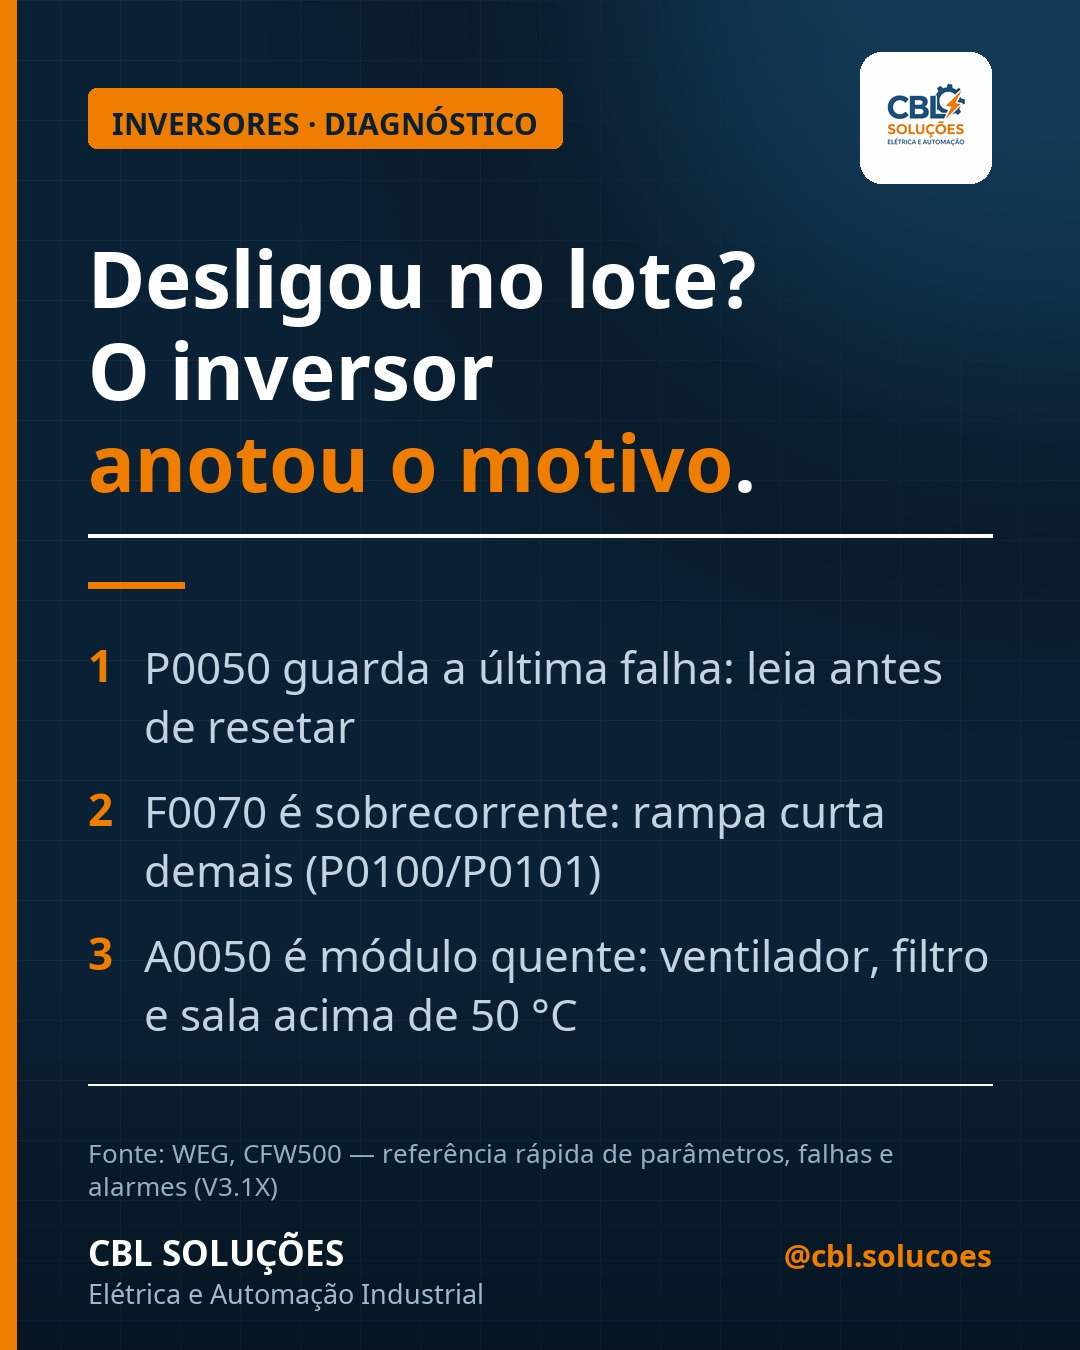 INVERSORES · DIAGNÓSTICO
CBL
SOLUÇÕES
ELÉTRICA E AUTOMAÇÃO
Desligou no lote?
O inversor
anotou o motivo.
1 P0050 guarda a última falha: leia antes
de resetar
2 F0070 é sobrecorrente: rampa curta
demais (P0100/P0101)
3 A0050 é módulo quente: ventilador, filtro
e sala acima de 50 °C
Fonte: WEG, CFW500 — referência rápida de parâmetros, falhas e
alarmes (V3.1X)
CBL SOLUÇÕES
@cbl.solucoes
Elétrica e Automação Industrial